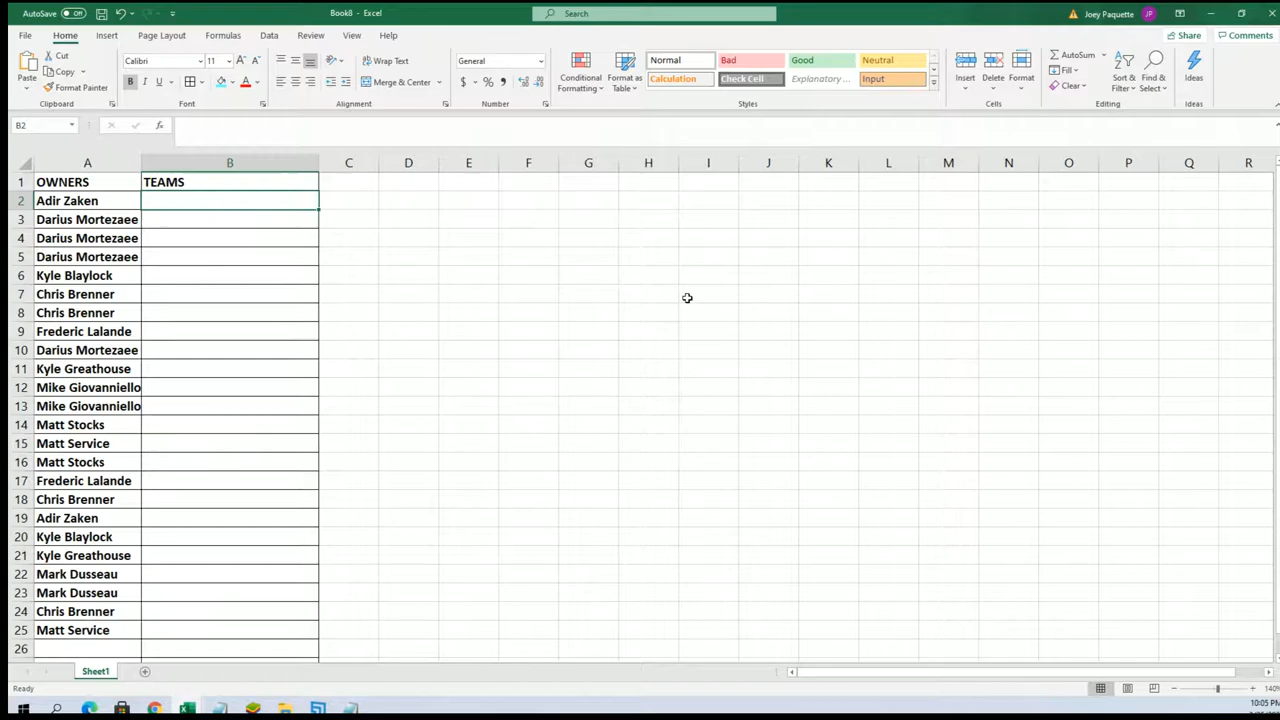 AutoSave Off
Book8 - Excel
Search
Joey Paquette JP
File Home Insert Page Layout Formulas Data Review View Help
Share Comments
Paste
Cut
Copy
Format Painter
Clipboard
Calibri 11
B I U
Font
Wrap Text
Merge & Center
Alignment
General
$ % ,
Number
Conditional Formatting
Format as Table
Normal Bad Good Neutral
Calculation Check Cell Explanatory ... Input
Styles
Insert Delete Format
Cells
AutoSum
Fill
Clear
Sort & Filter
Find & Select
Editing
Ideas
Ideas
B2
fx
A B C D E F G H I J K L M N O P Q R
1 OWNERS TEAMS
2 Adir Zaken
3 Darius Mortezaee
4 Darius Mortezaee
5 Darius Mortezaee
6 Kyle Blaylock
7 Chris Brenner
8 Chris Brenner
9 Frederic Lalande
10 Darius Mortezaee
11 Kyle Greathouse
12 Mike Giovanniello
13 Mike Giovanniello
14 Matt Stocks
15 Matt Service
16 Matt Stocks
17 Frederic Lalande
18 Chris Brenner
19 Adir Zaken
20 Kyle Blaylock
21 Kyle Greathouse
22 Mark Dusseau
23 Mark Dusseau
24 Chris Brenner
25 Matt Service
26
Sheet1
Ready
140%
10:05 PM